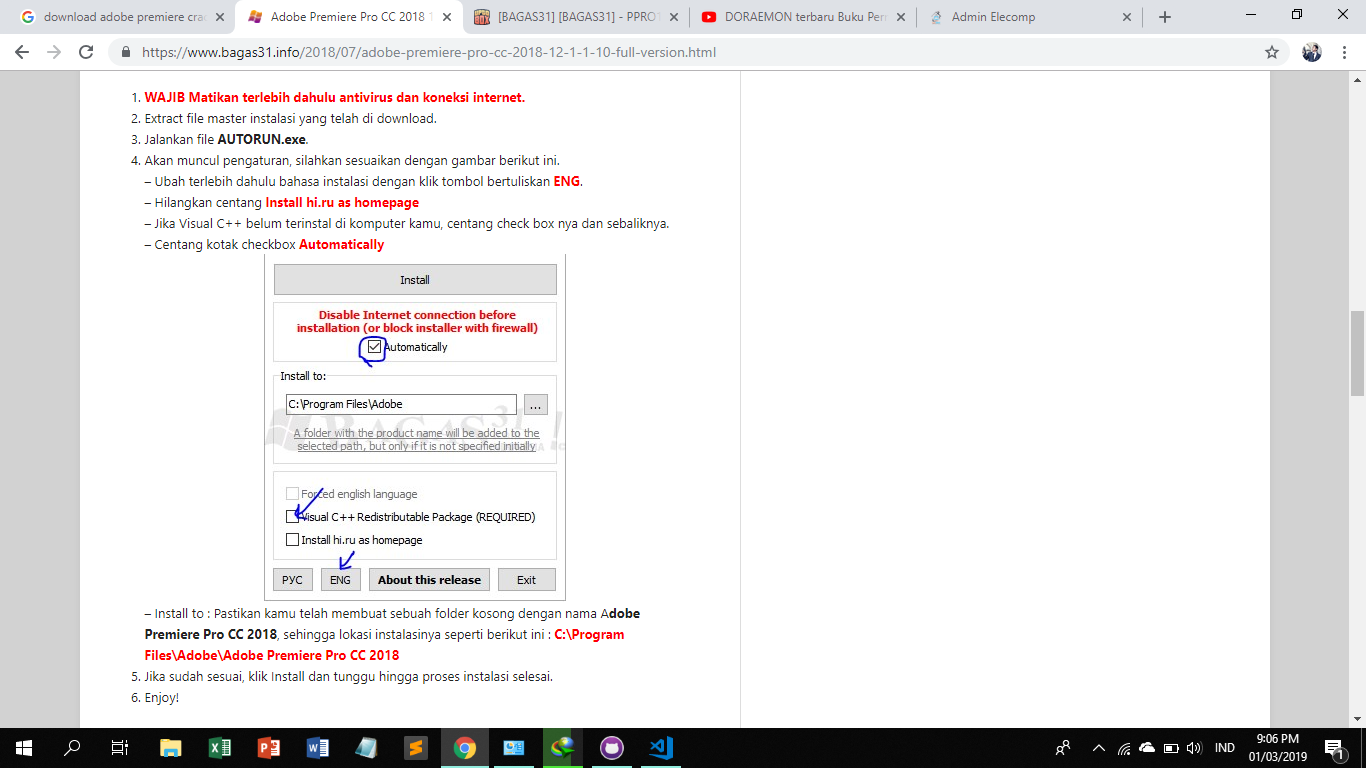 download adobe premiere cra
Adobe Premiere Pro CC 2018 1
[BAGAS31] [BAGAS31] - PPRO1
DORAEMON terbaru Buku Per
Admin Elecomp
https://www.bagas31.info/2018/07/adobe-premiere-pro-cc-2018-12-1-1-10-full-version.html
1. WAJIB Matikan terlebih dahulu antivirus dan koneksi internet.
2. Extract file master instalasi yang telah di download.
3. Jalankan file AUTORUN.exe.
4. Akan muncul pengaturan, silahkan sesuaikan dengan gambar berikut ini.
– Ubah terlebih dahulu bahasa instalasi dengan klik tombol bertuliskan ENG.
– Hilangkan centang Install hi.ru as homepage
– Jika Visual C++ belum terinstal di komputer kamu, centang check box nya dan sebaliknya.
– Centang kotak checkbox Automatically
Install
Disable Internet connection before
installation (or block installer with firewall)
Automatically
Install to:
C:\Program Files\Adobe
...
BAGAS31
A folder with the product name will be added to the
selected path, but only if it is not specified initially
Forced english language
Visual C++ Redistributable Package (REQUIRED)
Install hi.ru as homepage
РУС
ENG
About this release
Exit
– Install to : Pastikan kamu telah membuat sebuah folder kosong dengan nama Adobe
Premiere Pro CC 2018, sehingga lokasi instalasinya seperti berikut ini : C:\Program
Files\Adobe\Adobe Premiere Pro CC 2018
5. Jika sudah sesuai, klik Install dan tunggu hingga proses instalasi selesai.
6. Enjoy!
IND
9:06 PM
01/03/2019
1